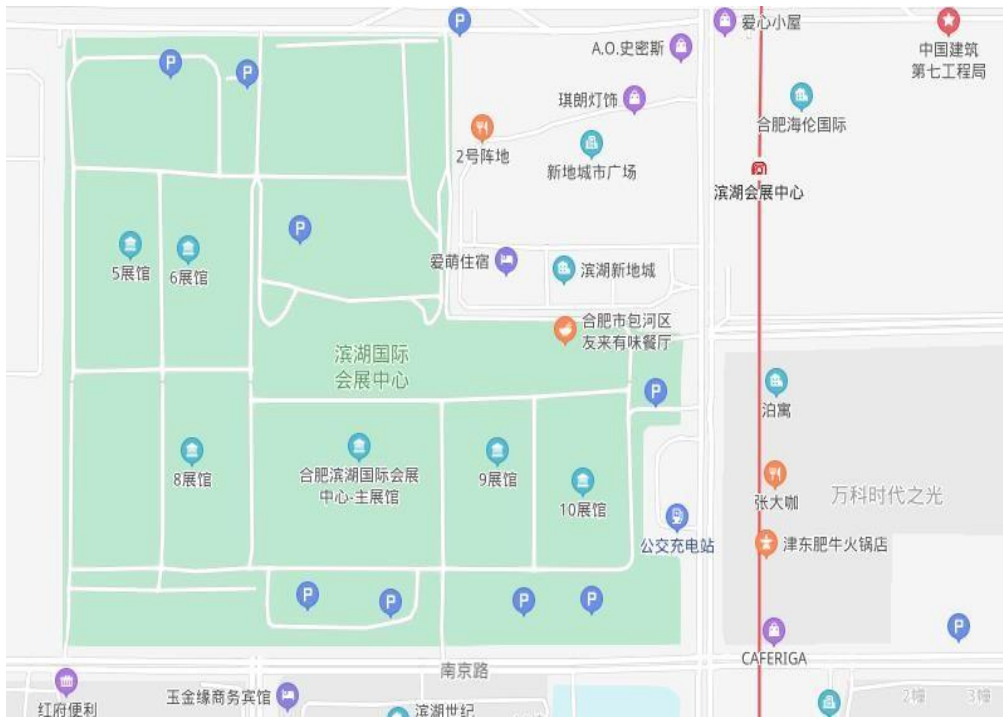 P
爱心小屋
A.O.史密斯
中国建筑
第七工程局
P
P
琪朗灯饰
合肥海伦国际
2号阵地
新地城市广场
滨湖会展中心
P
5展馆
6展馆
爱萌住宿
滨湖新地城
合肥市包河区
友来有味餐厅
滨湖国际
会展中心
P
泊寓
8展馆
合肥滨湖国际会展
中心-主展馆
9展馆
10展馆
张大咖
万科时代之光
公交充电站
津东肥牛火锅店
P
P
P
P
P
CAFERIGA
南京路
红府便利
玉金缘商务宾馆
滨湖世纪
2幢
3幢